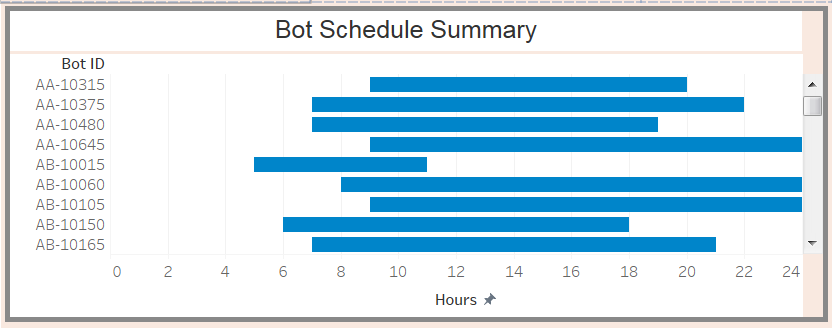 Bot Schedule Summary
Bot ID
AA-10315
AA-10375
AA-10480
AA-10645
AB-10015
AB-10060
AB-10105
AB-10150
AB-10165
0 2 4 6 8 10 12 14 16 18 20 22 24
Hours